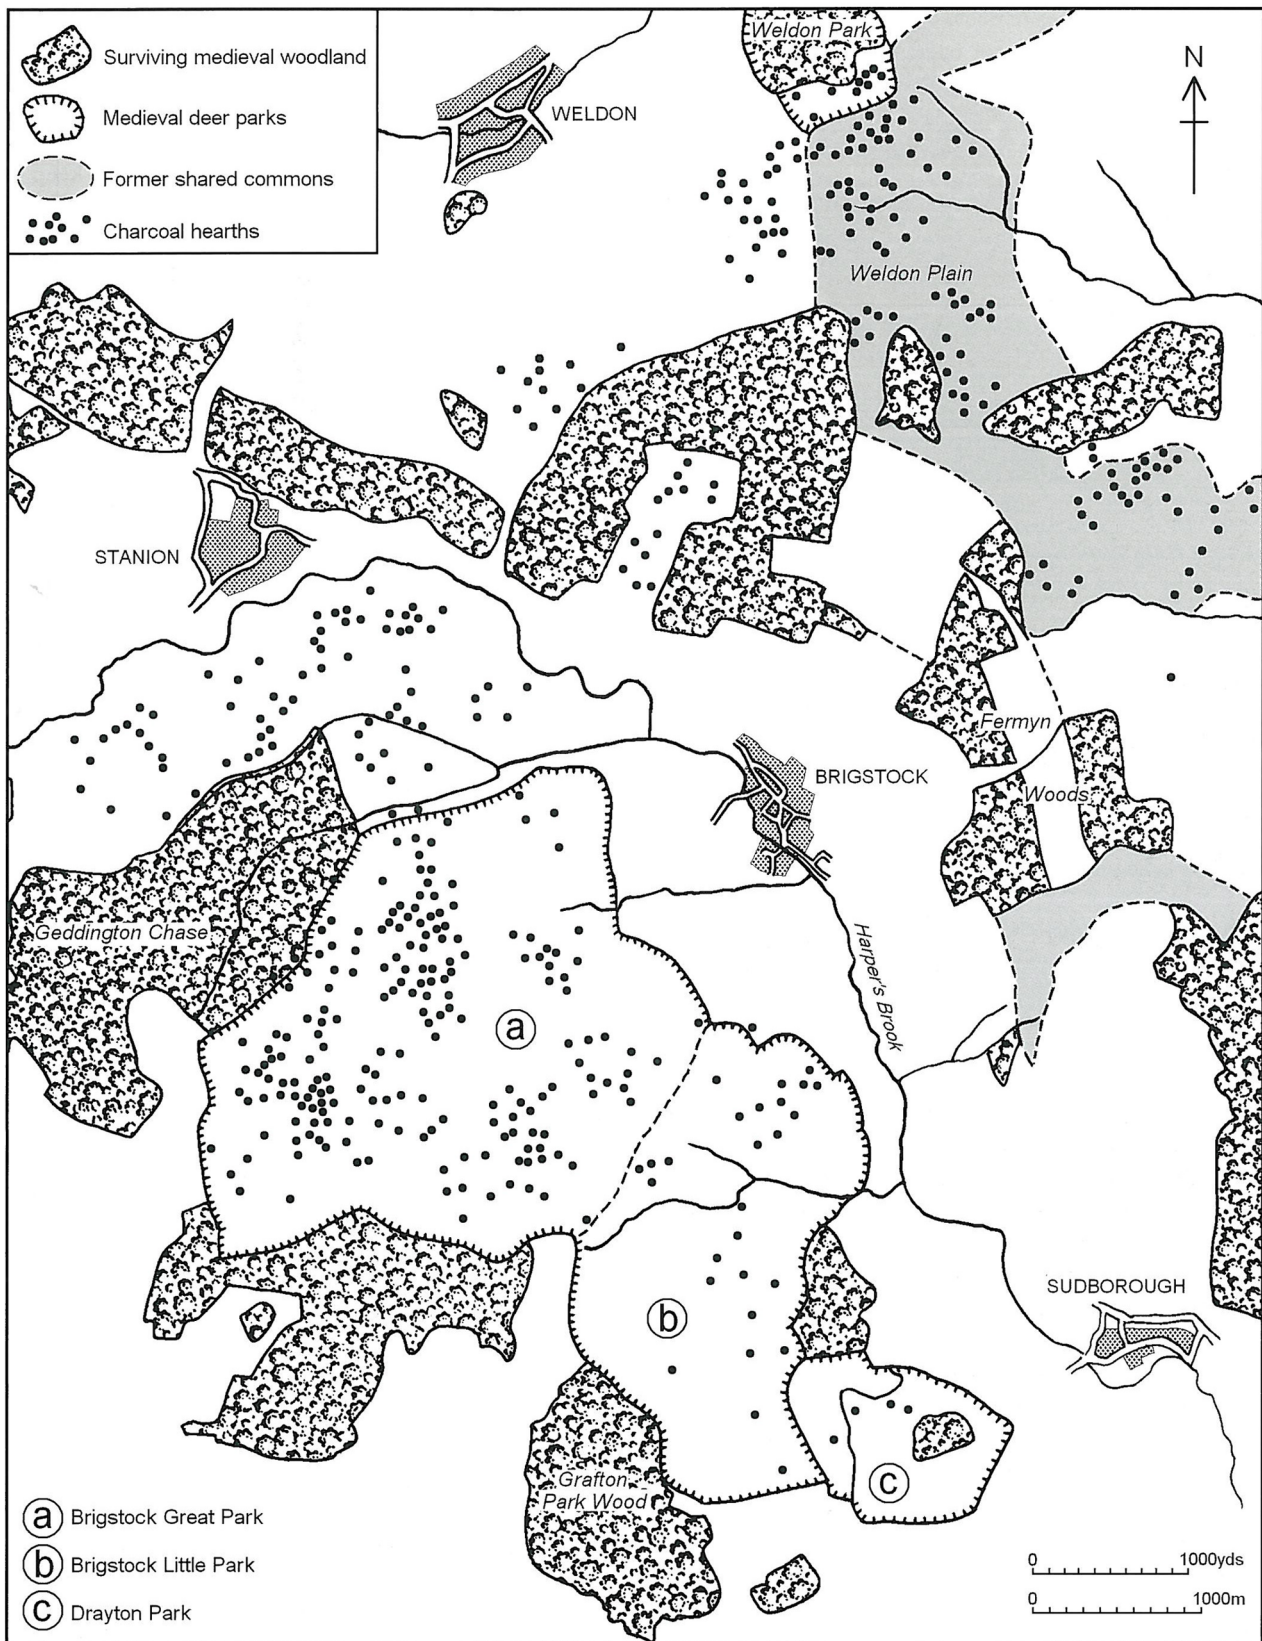 Surviving medieval woodland
Medieval deer parks
Former shared commons
Charcoal hearths
Weldon Park
N
WELDON
Weldon Plain
STANION
Fermyn
Woods
BRIGSTOCK
Geddington Chase
Harper's Brook
a
SUDBOROUGH
b
Grafton
Park Wood
c
a Brigstock Great Park
b Brigstock Little Park
c Drayton Park
0 1000yds
0 1000m